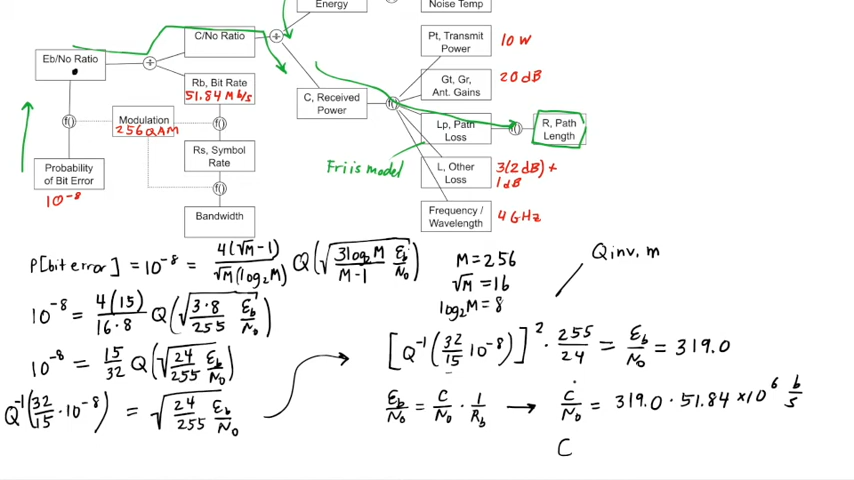 Energy
Noise Temp
C/No Ratio
Pt, Transmit
Power
10 W
Eb/No Ratio
Rb, Bit Rate
51.84 Mb/s
C, Received
Power
f()
Gt, Gr,
Ant. Gains
20 dB
Modulation
256 QAM
f()
f()
Lp, Path
Loss
f()
R, Path
Length
Rs, Symbol
Rate
Friis model
L, Other
Loss
3(2dB) +
1dB
Probability
of Bit Error
10⁻⁸
f()
Bandwidth
Frequency /
Wavelength
4 GHz
P[bit error] = 10⁻⁸ = 4(√M −1) / √M (log₂M) Q(√(3log₂M / M−1 · Eb/N₀))
M = 256
√M = 16
log₂M = 8
Qinv.m
10⁻⁸ = 4(15) / 16·8 Q(√(3·8 / 255 · Eb/N₀))
10⁻⁸ = 15/32 Q(√(24/255 · Eb/N₀))
Q⁻¹(32/15 · 10⁻⁸) = √(24/255 · Eb/N₀)
[Q⁻¹(32/15 10⁻⁸)]² · 255/24 = Eb/N₀ = 319.0
Eb/N₀ = C/N₀ · 1/Rb → C/N₀ = 319.0 · 51.84 ×10⁶ b/s
C